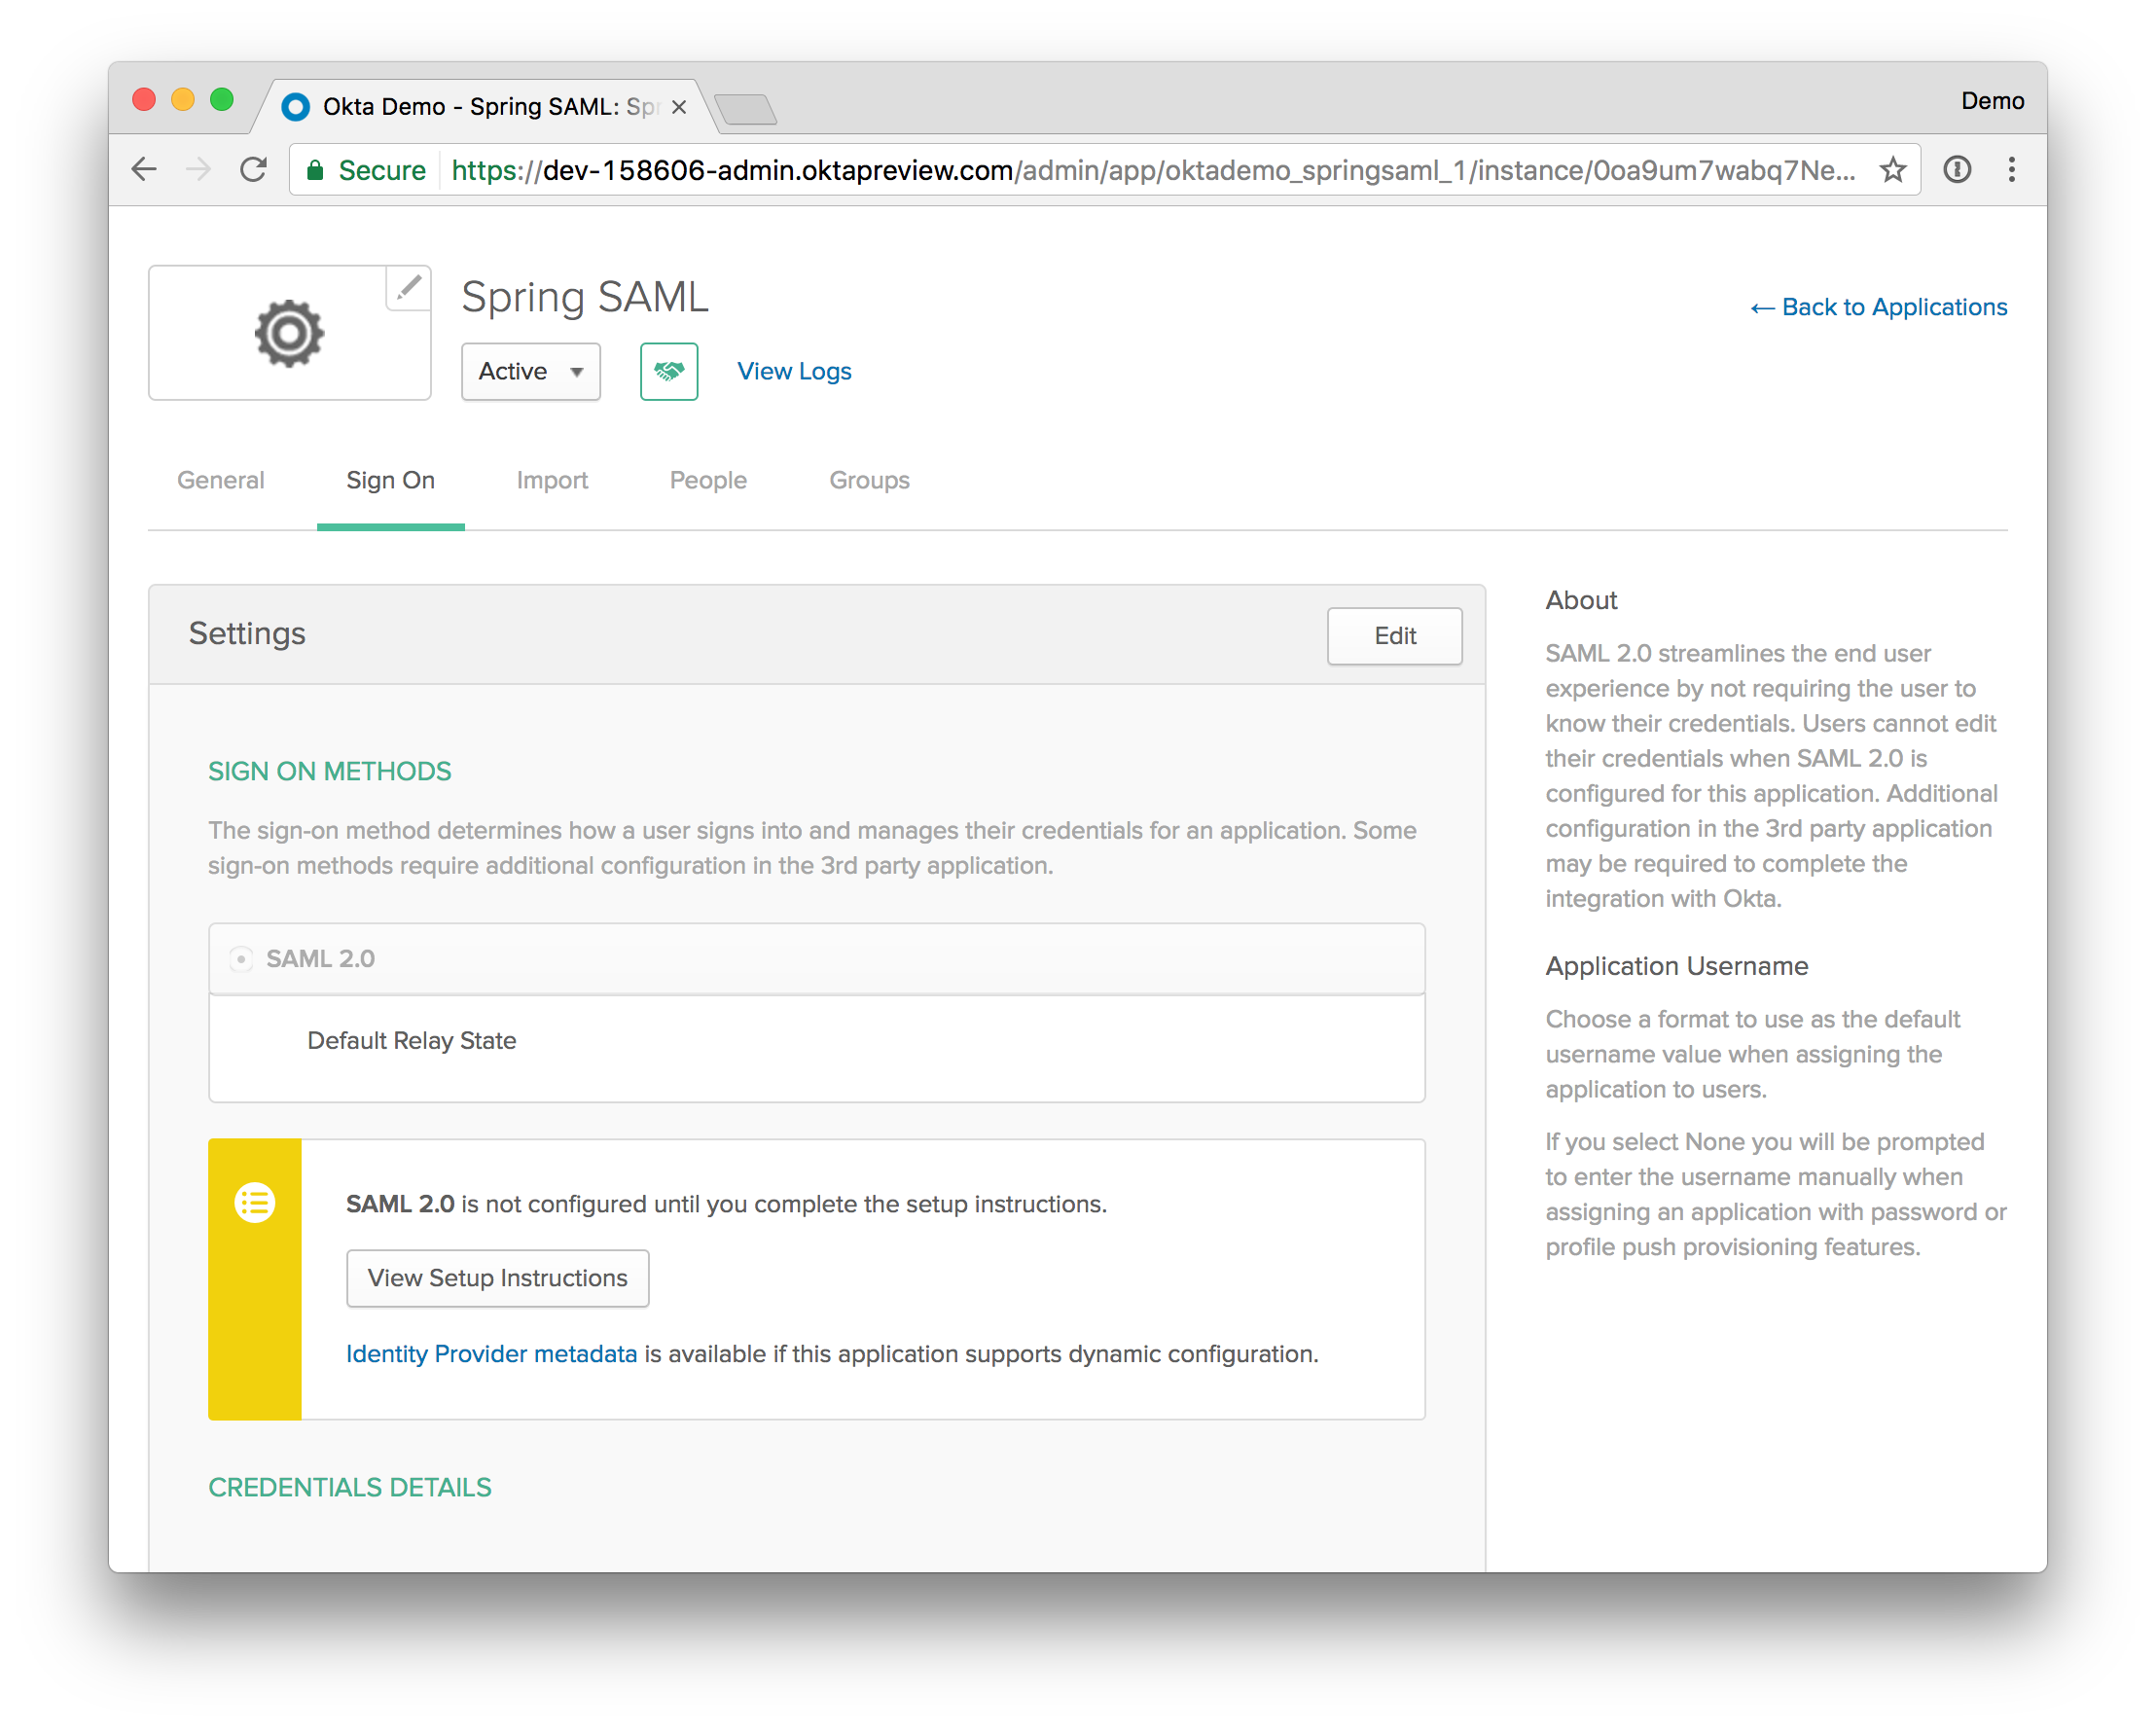 Okta Demo - Spring SAML: Spr
Demo
Secure https://dev-158606-admin.oktapreview.com/admin/app/oktademo_springsaml_1/instance/0oa9um7wabq7Ne...
Spring SAML
← Back to Applications
Active
View Logs
General Sign On Import People Groups
Settings
Edit
SIGN ON METHODS
The sign-on method determines how a user signs into and manages their credentials for an application. Some
sign-on methods require additional configuration in the 3rd party application.
SAML 2.0
Default Relay State
SAML 2.0 is not configured until you complete the setup instructions.
View Setup Instructions
Identity Provider metadata is available if this application supports dynamic configuration.
CREDENTIALS DETAILS
About
SAML 2.0 streamlines the end user
experience by not requiring the user to
know their credentials. Users cannot edit
their credentials when SAML 2.0 is
configured for this application. Additional
configuration in the 3rd party application
may be required to complete the
integration with Okta.
Application Username
Choose a format to use as the default
username value when assigning the
application to users.
If you select None you will be prompted
to enter the username manually when
assigning an application with password or
profile push provisioning features.